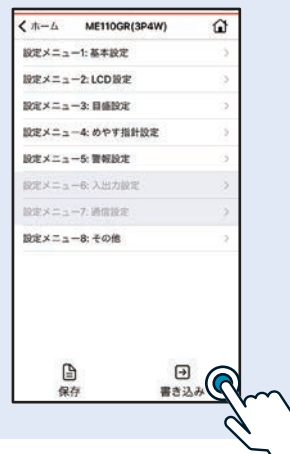 ホーム ME110GR(3P4W)
設定メニュー1: 基本設定
設定メニュー2: LCD設定
設定メニュー3: 目盛設定
設定メニュー4: めやす指針設定
設定メニュー5: 警報設定
設定メニュー6: 入出力設定
設定メニュー7: 通信設定
設定メニュー8: その他
保存 書き込み